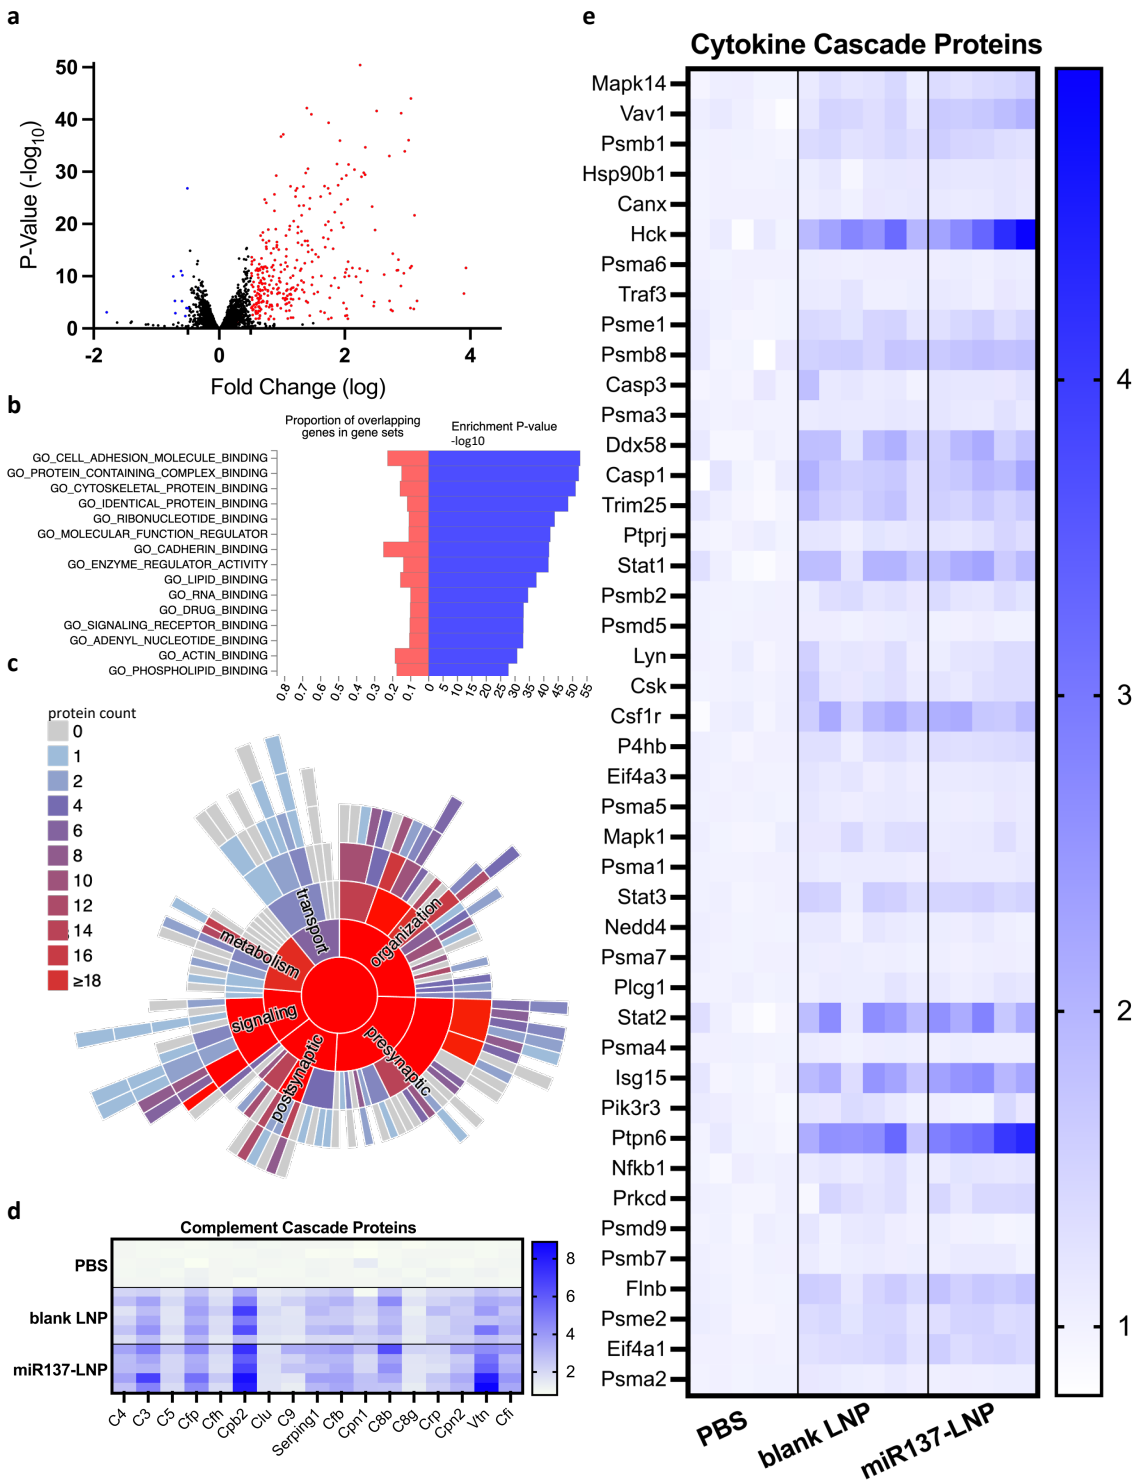 a
50
40
30
20
10
0
P-Value (-log10)
-2
0
2
4
Fold Change (log)
b
Proportion of overlapping
genes in gene sets
Enrichment P-value
-log10
GO_CELL_ADHESION_MOLECULE_BINDING
GO_PROTEIN_CONTAINING_COMPLEX_BINDING
GO_CYTOSKELETAL_PROTEIN_BINDING
GO_IDENTICAL_PROTEIN_BINDING
GO_RIBONUCLEOTIDE_BINDING
GO_MOLECULAR_FUNCTION_REGULATOR
GO_CADHERIN_BINDING
GO_ENZYME_REGULATOR_ACTIVITY
GO_LIPID_BINDING
GO_RNA_BINDING
GO_DRUG_BINDING
GO_SIGNALING_RECEPTOR_BINDING
GO_ADENYL_NUCLEOTIDE_BINDING
GO_ACTIN_BINDING
GO_PHOSPHOLIPID_BINDING
0.8 0.7 0.6 0.5 0.4 0.3 0.2 0.1 0 5 10 15 20 25 30 35 40 45 50 55
c
protein count
0
1
2
4
6
8
10
12
14
16
≥18
transport
organization
metabolism
signaling
presynaptic
postsynaptic
d
Complement Cascade Proteins
PBS
blank LNP
miR137-LNP
8
6
4
2
C4 C3 C5 Cfp Cfh Cpb2 Clu C9 Serping1 Cfb Cpn1 C8b C8g Crp Cpn2 Vtn Cfi
e
Cytokine Cascade Proteins
Mapk14
Vav1
Psmb1
Hsp90b1
Canx
Hck
Psma6
Traf3
Psme1
Psmb8
Casp3
Psma3
Ddx58
Casp1
Trim25
Ptprj
Stat1
Psmb2
Psmd5
Lyn
Csk
Csf1r
P4hb
Eif4a3
Psma5
Mapk1
Psma1
Stat3
Nedd4
Psma7
Plcg1
Stat2
Psma4
Isg15
Pik3r3
Ptpn6
Nfkb1
Prkcd
Psmd9
Psmb7
Flnb
Psme2
Eif4a1
Psma2
PBS
blank LNP
miR137-LNP
4
3
2
1